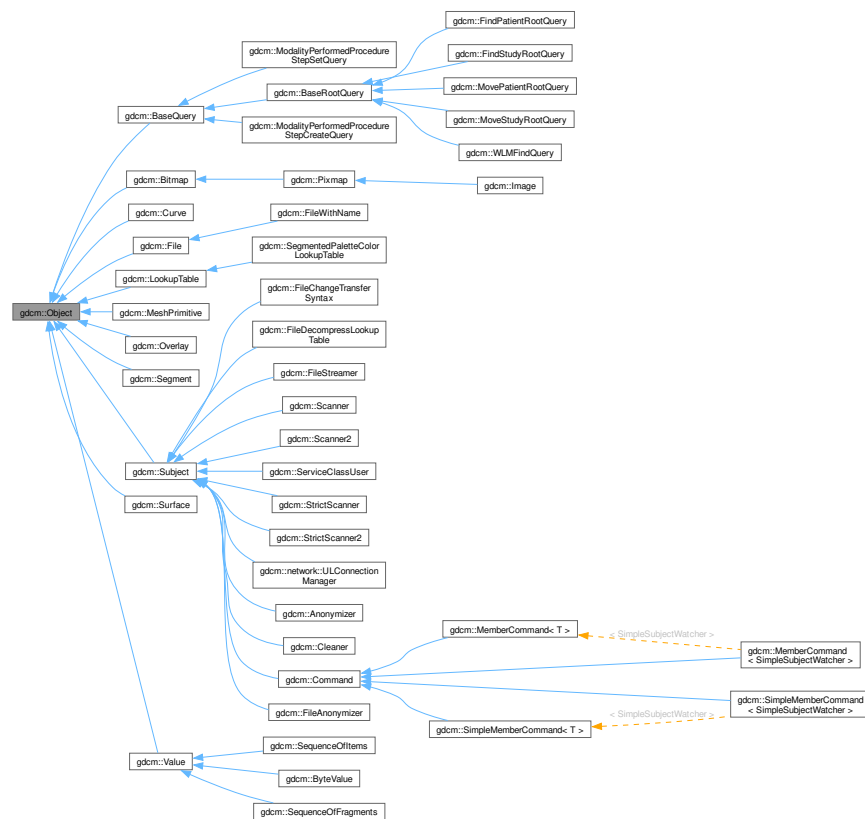 gdcm::FindPatientRootQuery
gdcm::ModalityPerformedProcedure
StepSetQuery
gdcm::FindStudyRootQuery
gdcm::BaseRootQuery
gdcm::MovePatientRootQuery
gdcm::BaseQuery
gdcm::ModalityPerformedProcedure
StepCreateQuery
gdcm::MoveStudyRootQuery
gdcm::WLMFindQuery
gdcm::Bitmap
gdcm::Pixmap
gdcm::Image
gdcm::Curve
gdcm::FileWithName
gdcm::File
gdcm::SegmentedPaletteColor
LookupTable
gdcm::LookupTable
gdcm::FileChangeTransfer
Syntax
gdcm::Object
gdcm::MeshPrimitive
gdcm::FileDecompressLookup
Table
gdcm::Overlay
gdcm::Segment
gdcm::FileStreamer
gdcm::Scanner
gdcm::Scanner2
gdcm::Subject
gdcm::ServiceClassUser
gdcm::Surface
gdcm::StrictScanner
gdcm::StrictScanner2
gdcm::network::ULConnection
Manager
gdcm::Anonymizer
gdcm::MemberCommand< T >
< SimpleSubjectWatcher >
gdcm::Cleaner
gdcm::MemberCommand
< SimpleSubjectWatcher >
gdcm::Command
gdcm::SimpleMemberCommand
< SimpleSubjectWatcher >
gdcm::FileAnonymizer
< SimpleSubjectWatcher >
gdcm::SimpleMemberCommand< T >
gdcm::SequenceOfItems
gdcm::Value
gdcm::ByteValue
gdcm::SequenceOfFragments